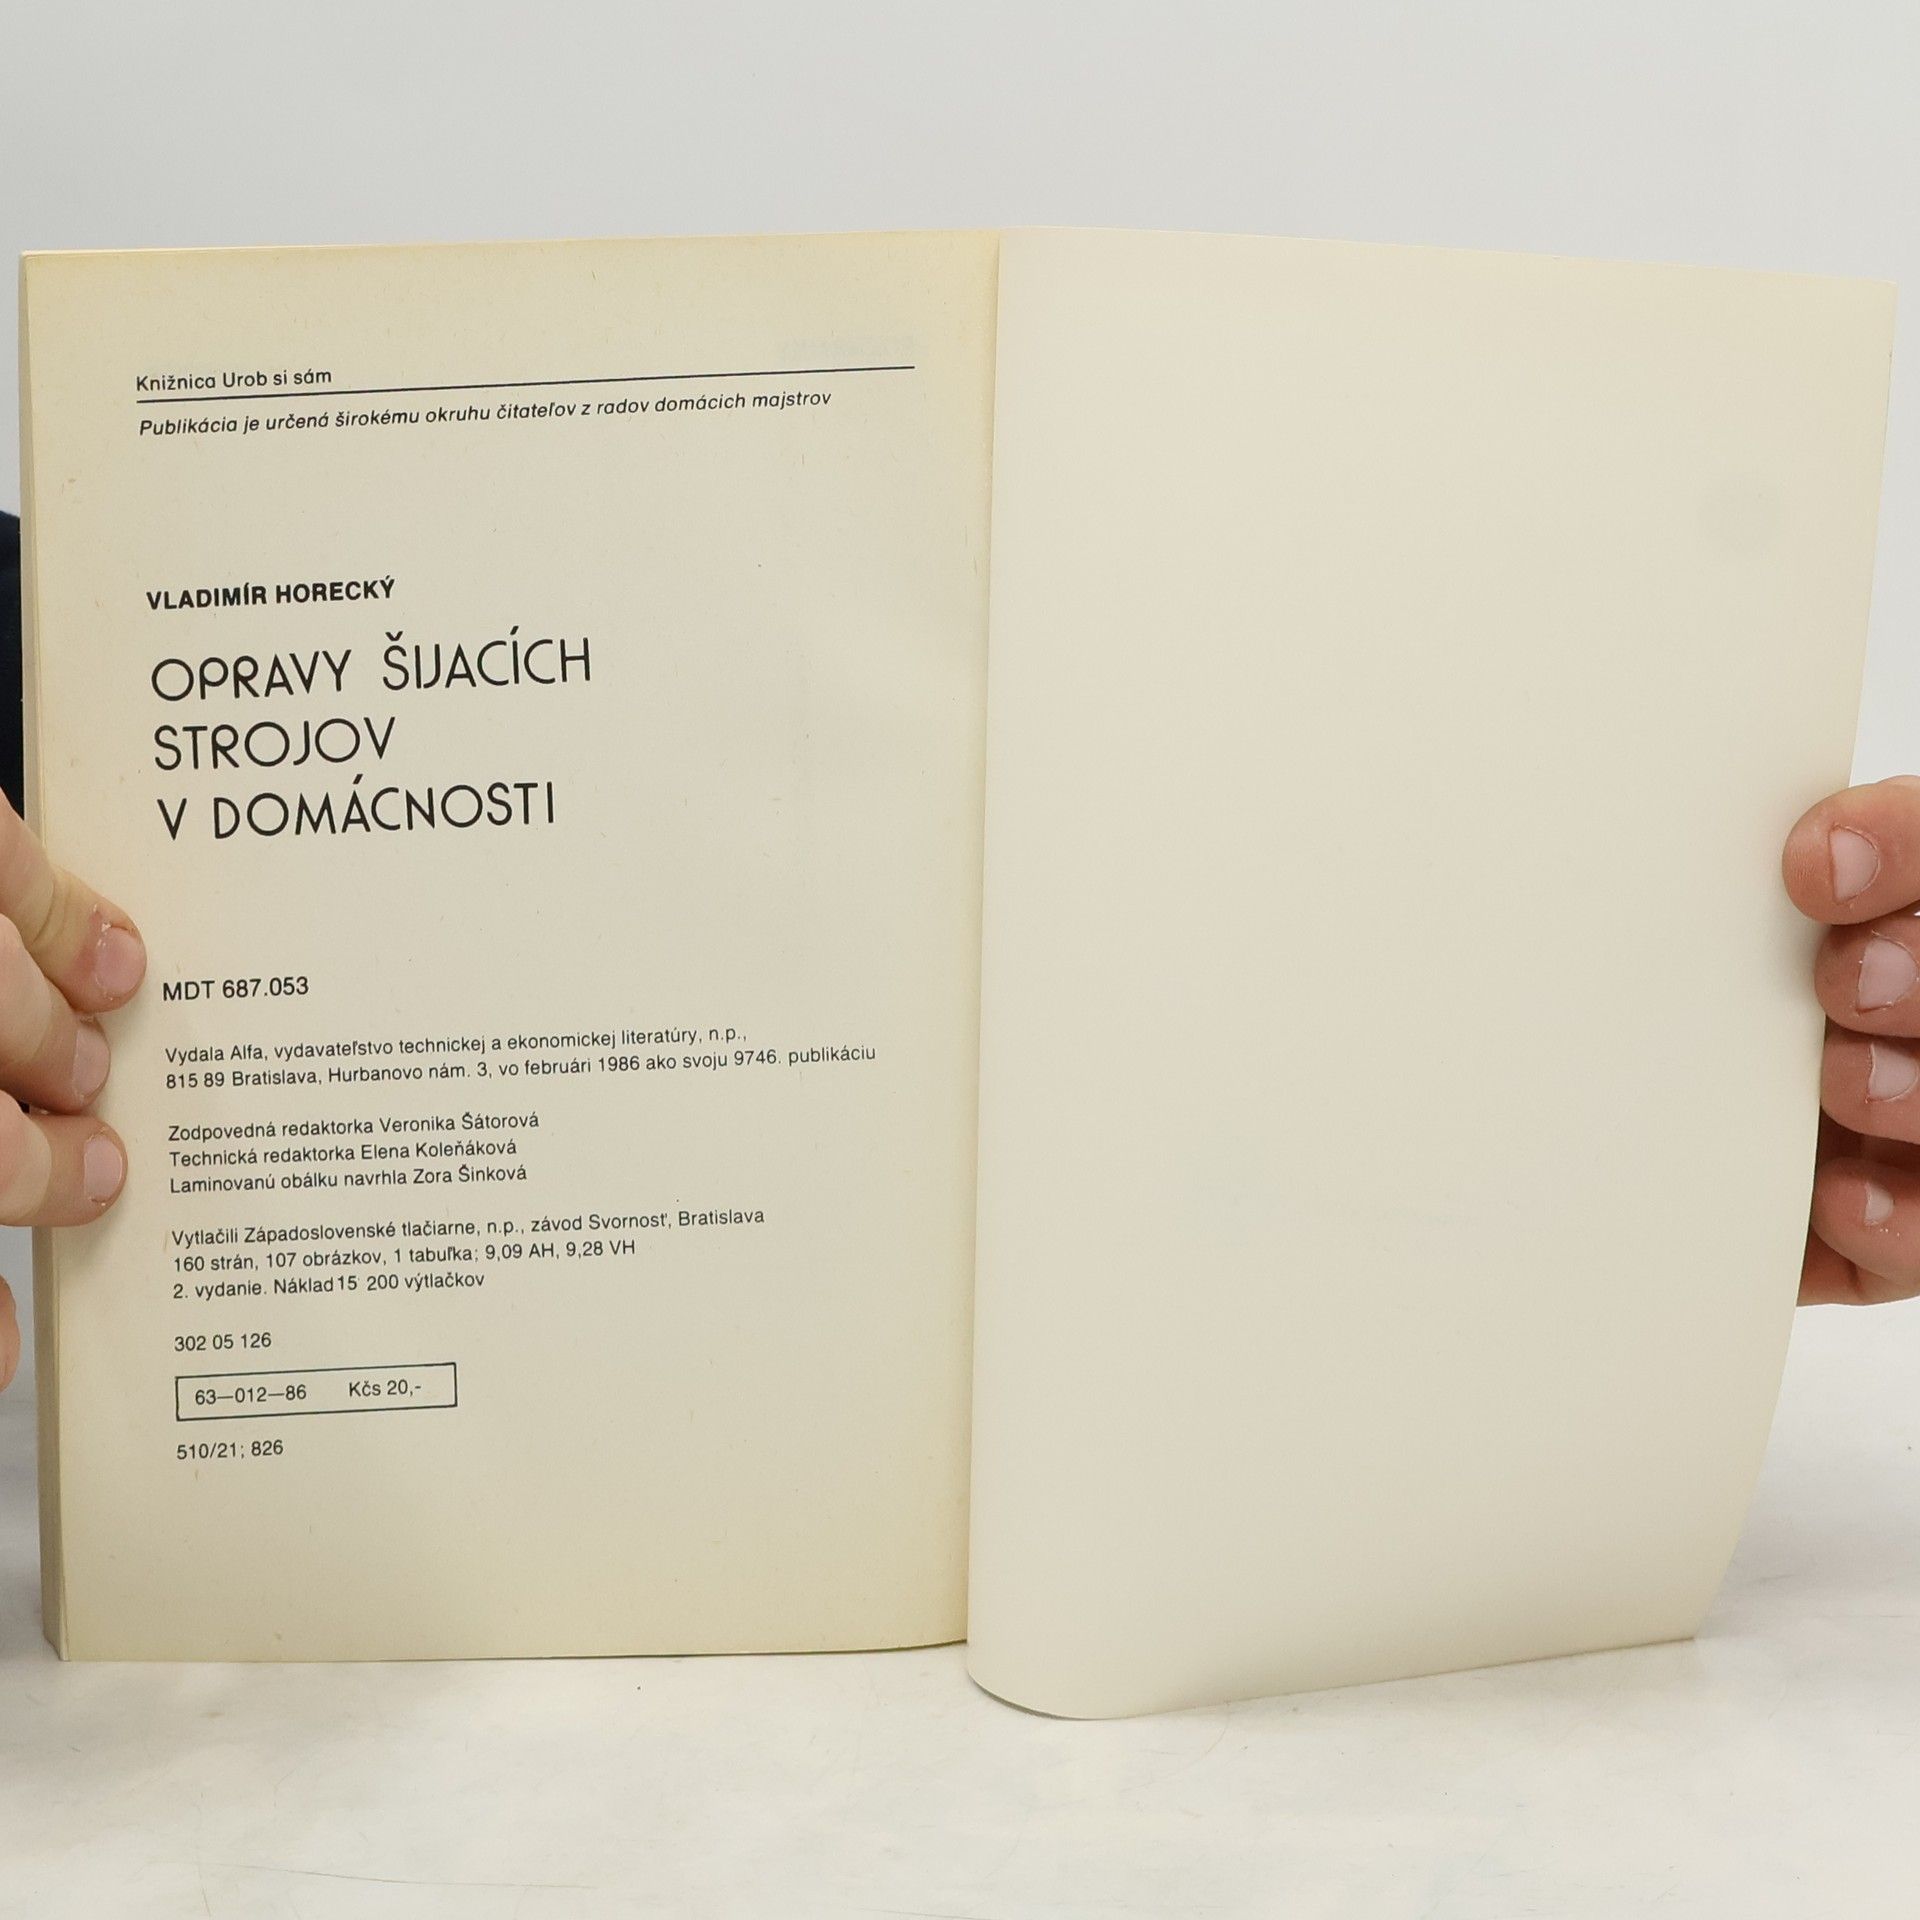 Knižnica Urob si sám
Publikácia je určená širokému okruhu čitateľov z radov domácich majstrov
VLADIMÍR HORECKÝ
OPRAVY ŠIJACÍCH
STROJOV
V DOMÁCNOSTI
MDT 687.053
Vydala Alfa, vydavateľstvo technickej a ekonomickej literatúry, n.p.,
815 89 Bratislava, Hurbanovo nám. 3, vo februári 1986 ako svoju 9746. publikáciu
Zodpovedná redaktorka Veronika Šátorová
Technická redaktorka Elena Koleňáková
Laminovanú obálku navrhla Zora Šinková
Vytlačili Západoslovenské tlačiarne, n.p., závod Svornosť, Bratislava
160 strán, 107 obrázkov, 1 tabuľka; 9,09 AH, 9,28 VH
2. vydanie. Náklad 15 200 výtlačkov
302 05 126
63—012—86 Kčs 20,-
510/21; 826